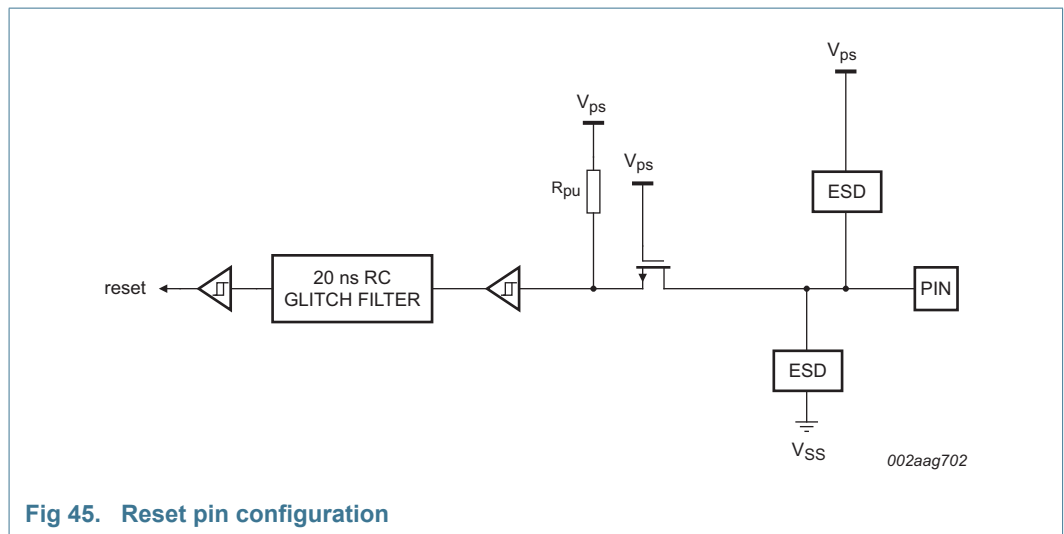 Vps
Vps
Vps
Rpu
ESD
reset
20 ns RC
GLITCH FILTER
PIN
ESD
VSS
002aag702
Fig 45. Reset pin configuration